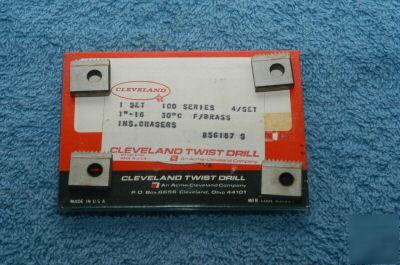 CLEVELAND
1 SET 100 SERIES 4/SET
1"-16 30°C F/BRASS
INS.CHASERS
856187 S
CLEVELAND TWIST DRILL
An Acme-Cleveland Company
CLEVELAND TWIST DRILL
An Acme-Cleveland Company
P.O. Box 6656 Cleveland, Ohio 44101
MADE IN U.S.A.